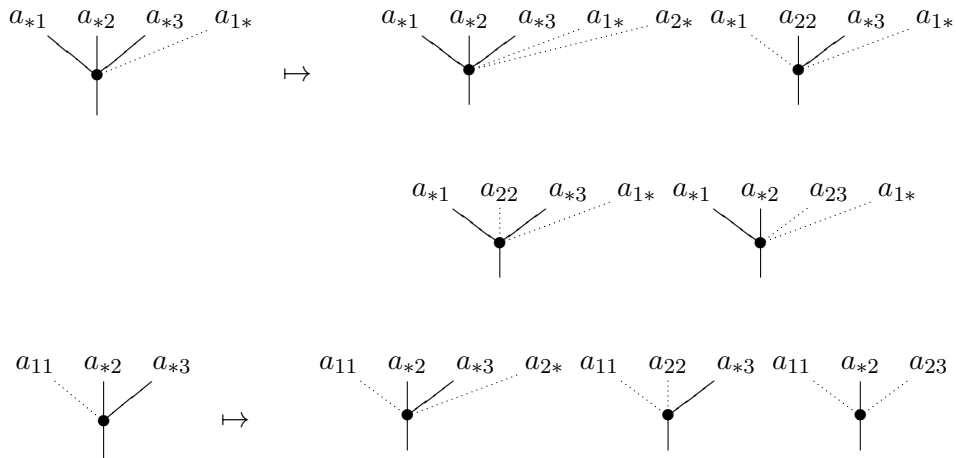 a_{*1} a_{*2} a_{*3} a_{1*} ↦ a_{*1} a_{*2} a_{*3} a_{1*} a_{2*} a_{*1} a_{22} a_{*3} a_{1*}
a_{*1} a_{22} a_{*3} a_{1*} a_{*1} a_{*2} a_{23} a_{1*}
a_{11} a_{*2} a_{*3} ↦ a_{11} a_{*2} a_{*3} a_{2*} a_{11} a_{22} a_{*3} a_{11} a_{*2} a_{23}